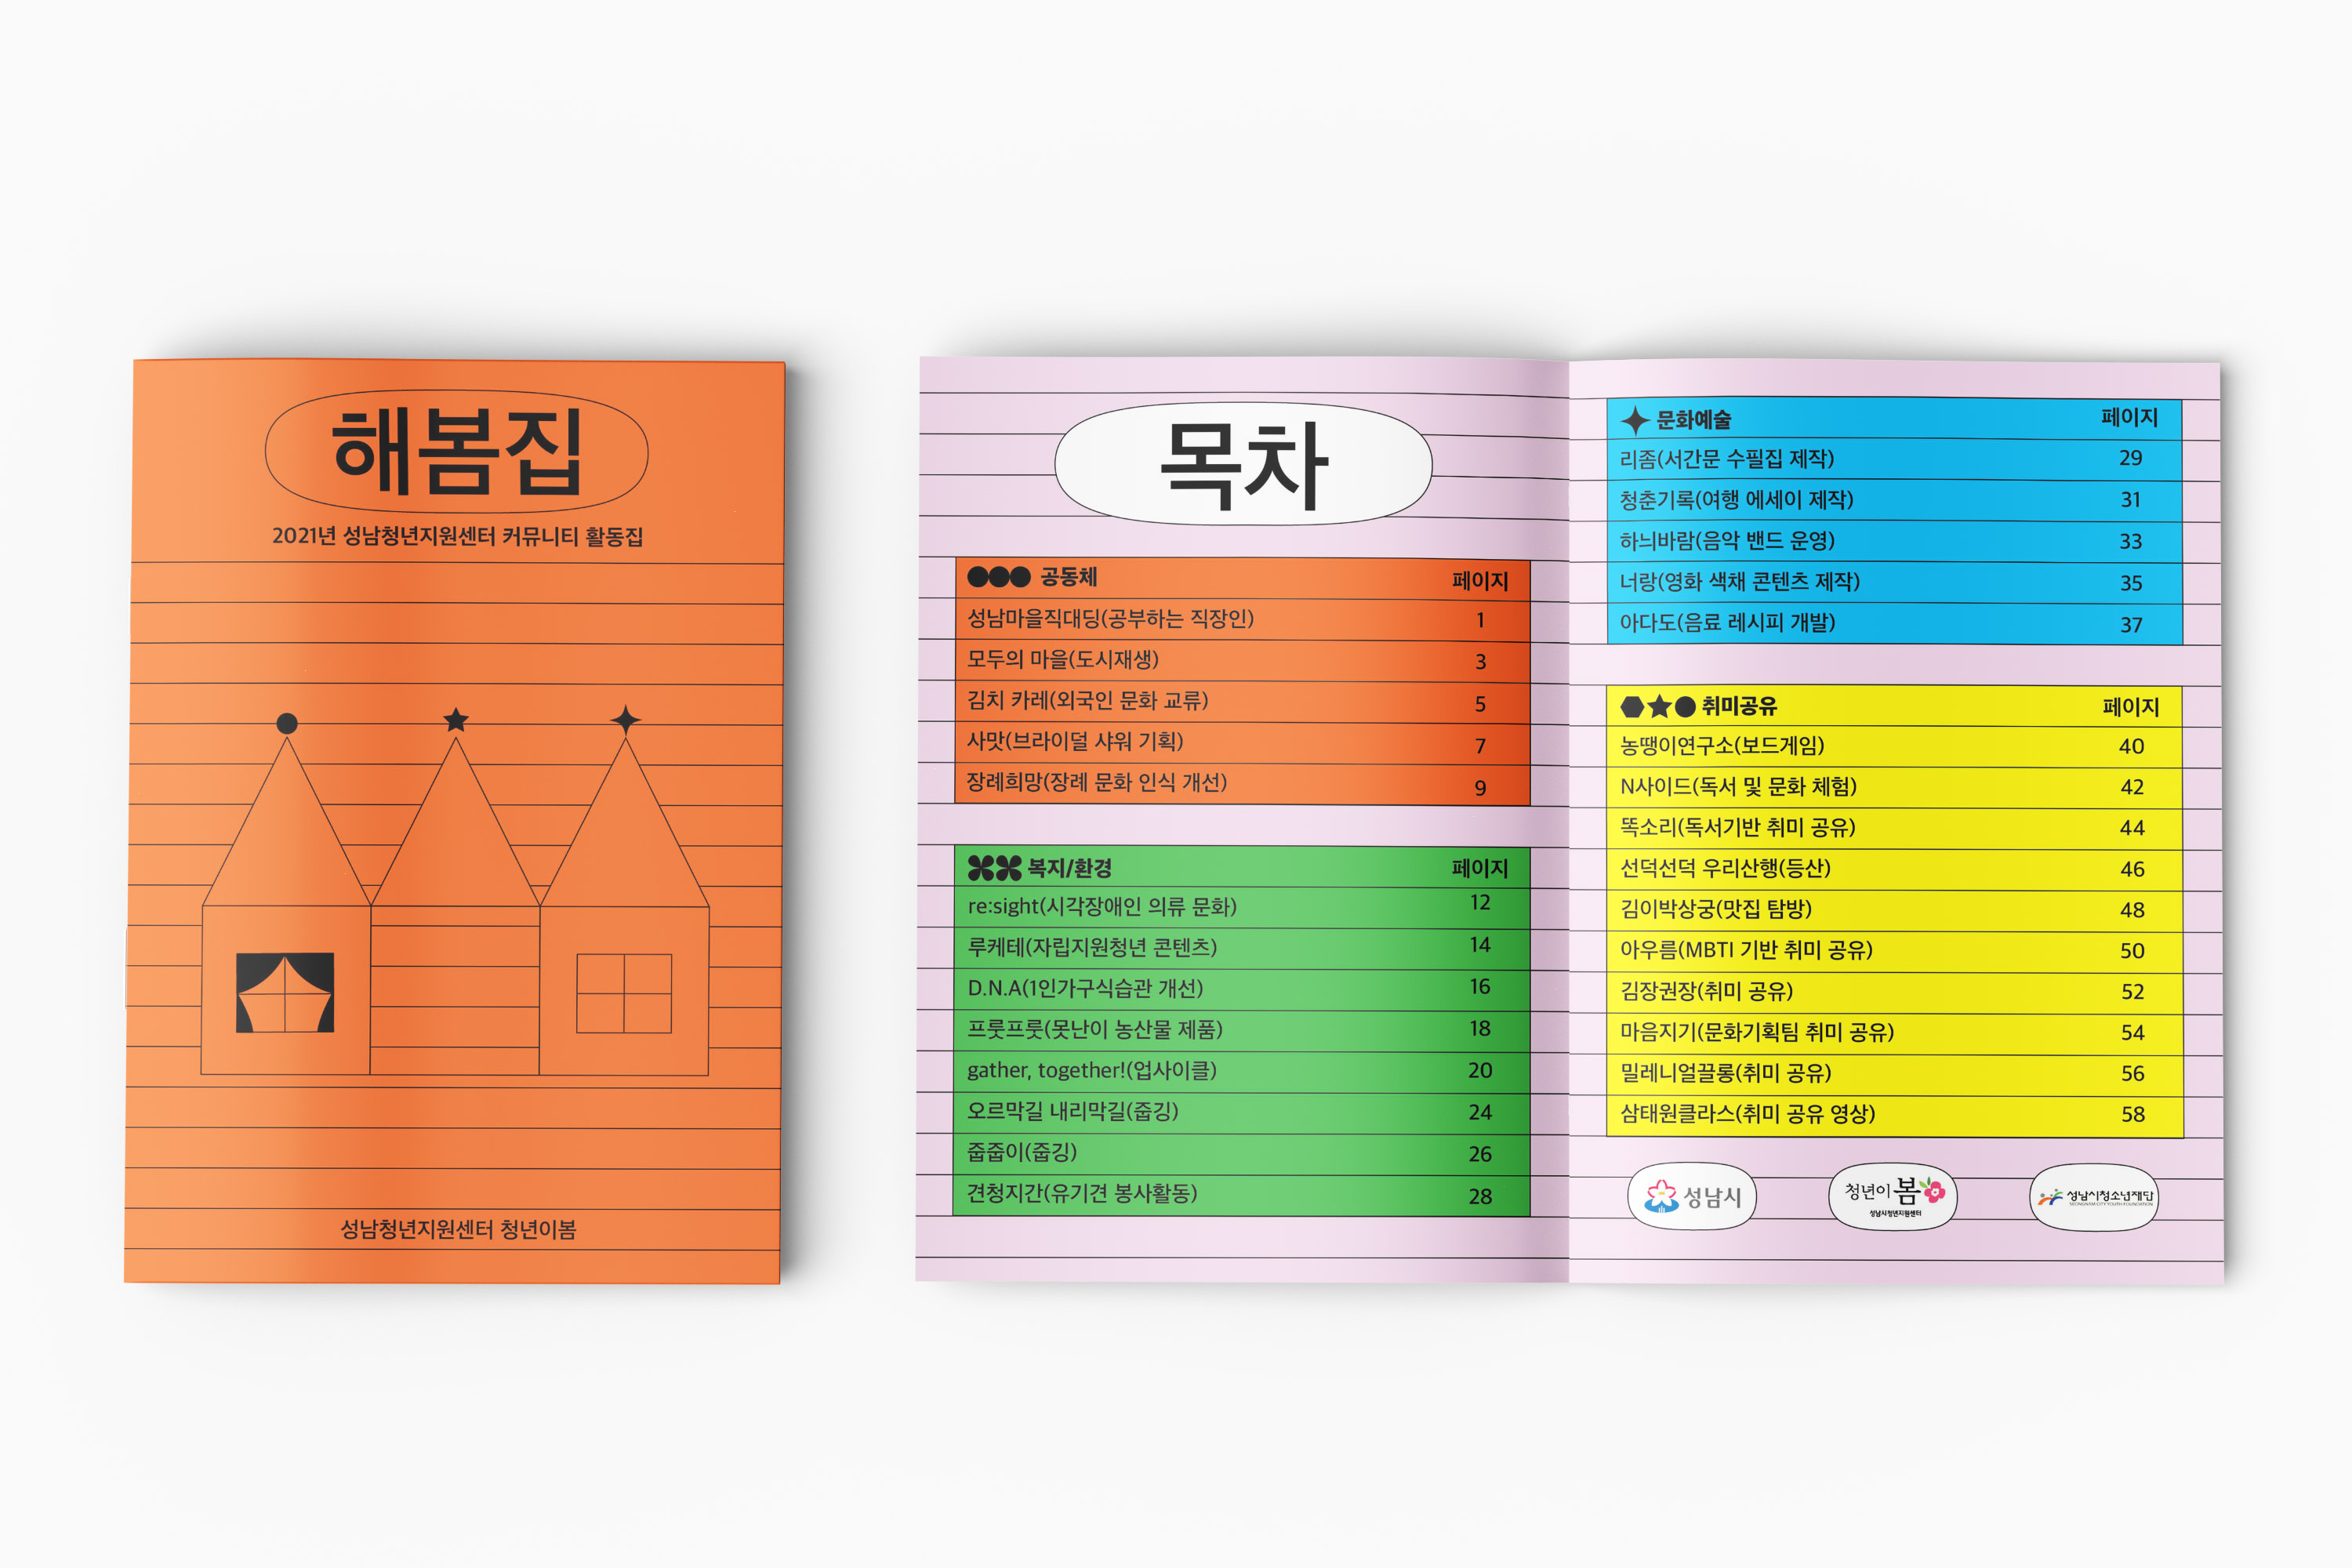 해봄집
2021년 성남청년지원센터 커뮤니티 활동집
성남청년지원센터 청년이봄
목차
공동체 페이지
성남마을직대딩(공부하는 직장인) 1
모두의 마을(도시재생) 3
김치 카레(외국인 문화 교류) 5
사맛(브라이덜 샤워 기획) 7
장례희망(장례 문화 인식 개선) 9
복지/환경 페이지
re:sight(시각장애인 의류 문화) 12
루케테(자립지원청년 콘텐츠) 14
D.N.A(1인가구식습관 개선) 16
프룻프룻(못난이 농산물 제품) 18
gather, together!(업사이클) 20
오르막길 내리막길(줍깅) 24
줍줍이(줍깅) 26
견청지간(유기견 봉사활동) 28
문화예술 페이지
리좀(서간문 수필집 제작) 29
청춘기록(여행 에세이 제작) 31
하늬바람(음악 밴드 운영) 33
너랑(영화 색채 콘텐츠 제작) 35
아다도(음료 레시피 개발) 37
취미공유 페이지
농땡이연구소(보드게임) 40
N사이드(독서 및 문화 체험) 42
똑소리(독서기반 취미 공유) 44
선덕선덕 우리산행(등산) 46
김이박상궁(맛집 탐방) 48
아우름(MBTI 기반 취미 공유) 50
김장권장(취미 공유) 52
마음지기(문화기획팀 취미 공유) 54
밀레니얼끌롱(취미 공유) 56
삼태원클라스(취미 공유 영상) 58
성남시
청년이봄
성남시청년지원센터
성남시청소년재단
SEONGNAM CITY YOUTH FOUNDATION